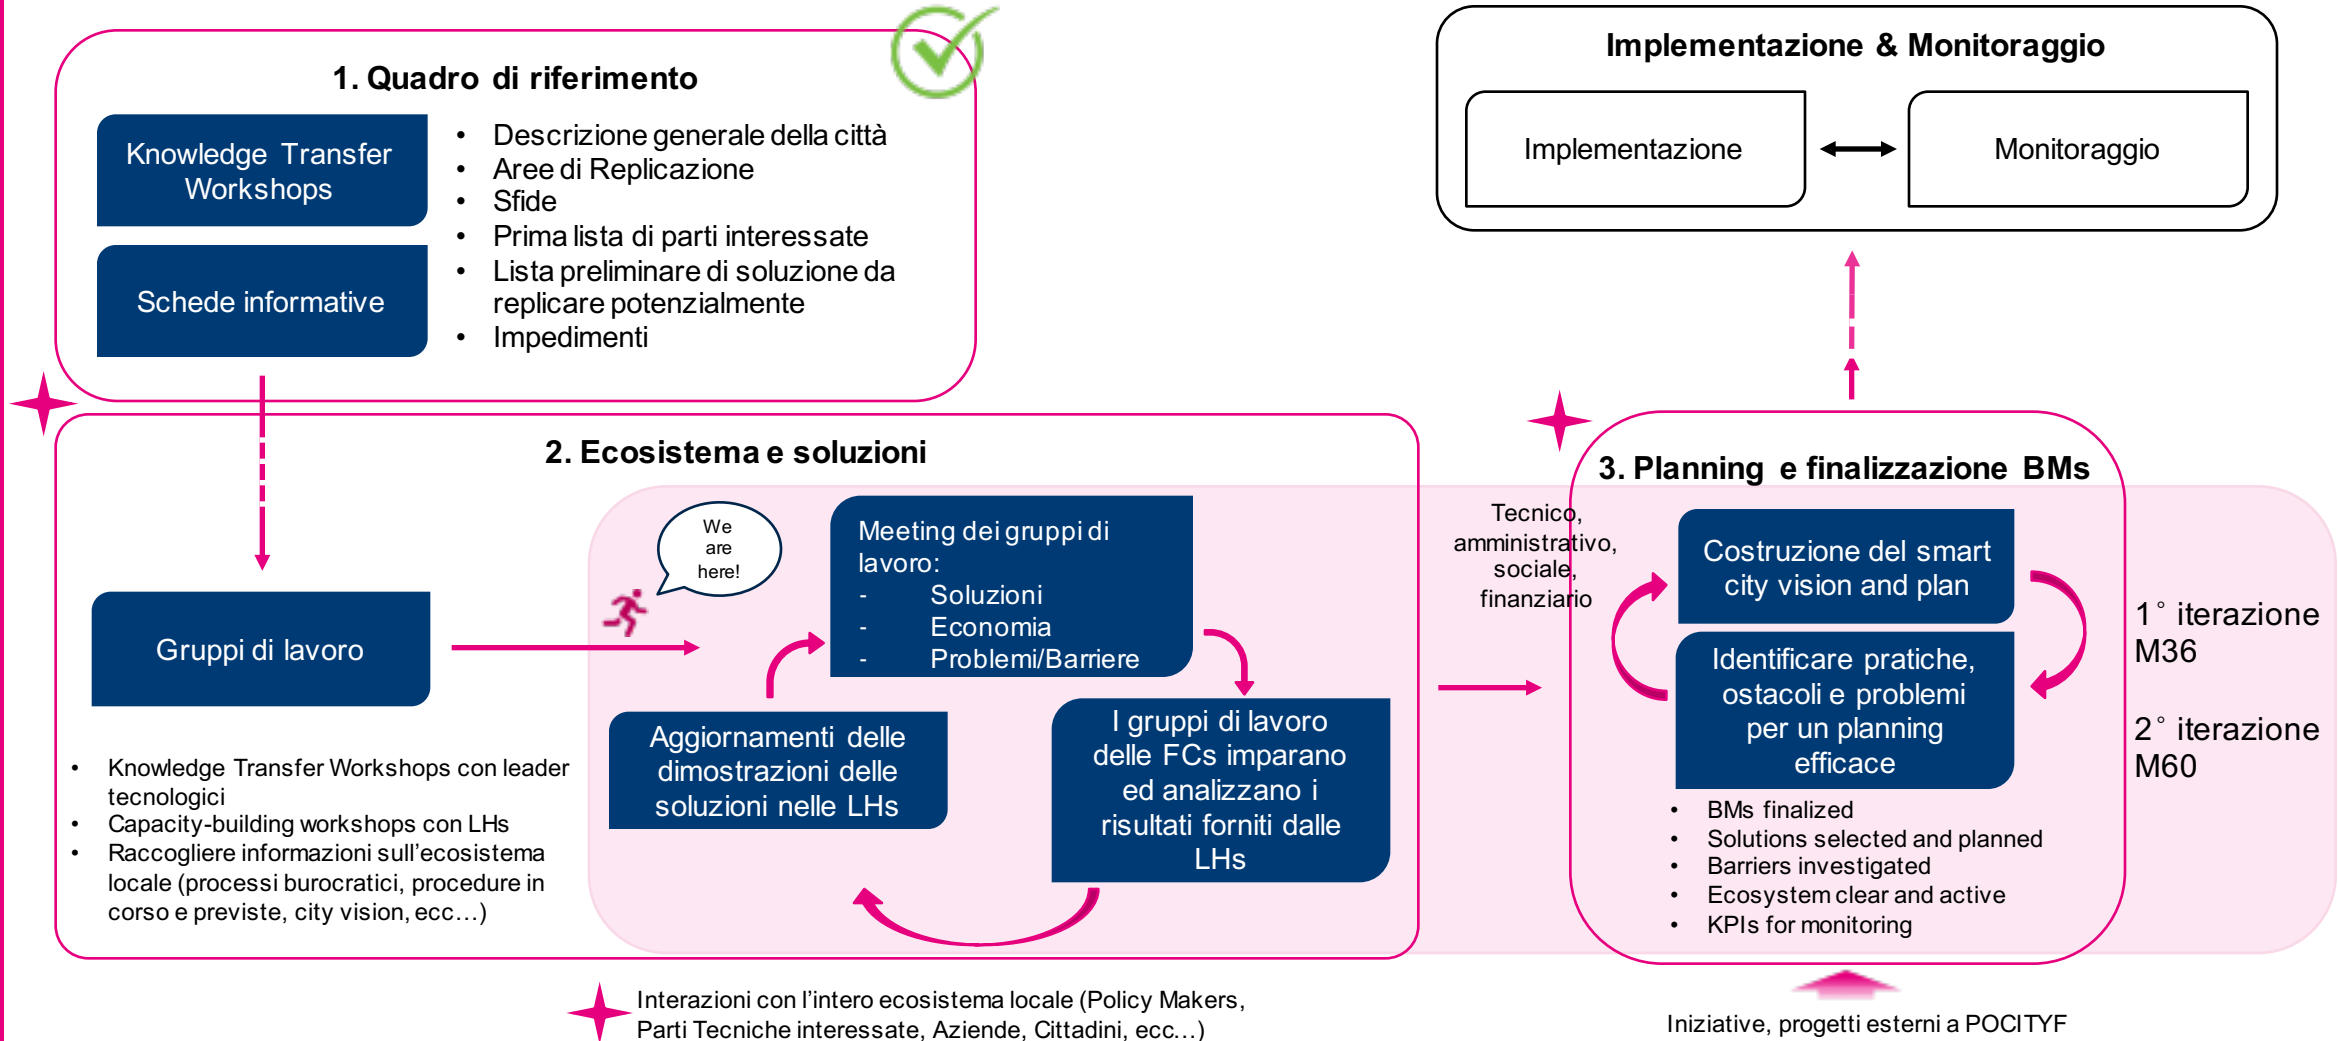 1. Quadro di riferimento
Knowledge Transfer
Workshops
Schede informative
• Descrizione generale della città
• Aree di Replicazione
• Sfide
• Prima lista di parti interessate
• Lista preliminare di soluzione da
replicare potenzialmente
• Impedimenti
Implementazione & Monitoraggio
Implementazione
Monitoraggio
2. Ecosistema e soluzioni
Gruppi di lavoro
• Knowledge Transfer Workshops con leader
tecnologici
• Capacity-building workshops con LHs
• Raccogliere informazioni sull'ecosistema
locale (processi burocratici, procedure in
corso e previste, city vision, ecc…)
We
are
here!
Meeting dei gruppi di
lavoro:
- Soluzioni
- Economia
- Problemi/Barriere
Aggiornamenti delle
dimostrazioni delle
soluzioni nelle LHs
I gruppi di lavoro
delle FCs imparano
ed analizzano i
risultati forniti dalle
LHs
Tecnico,
amministrativo,
sociale,
finanziario
3. Planning e finalizzazione BMs
Costruzione del smart
city vision and plan
Identificare pratiche,
ostacoli e problemi
per un planning
efficace
• BMs finalized
• Solutions selected and planned
• Barriers investigated
• Ecosystem clear and active
• KPIs for monitoring
1° iterazione
M36
2° iterazione
M60
Interazioni con l'intero ecosistema locale (Policy Makers,
Parti Tecniche interessate, Aziende, Cittadini, ecc…)
Iniziative, progetti esterni a POCITYF